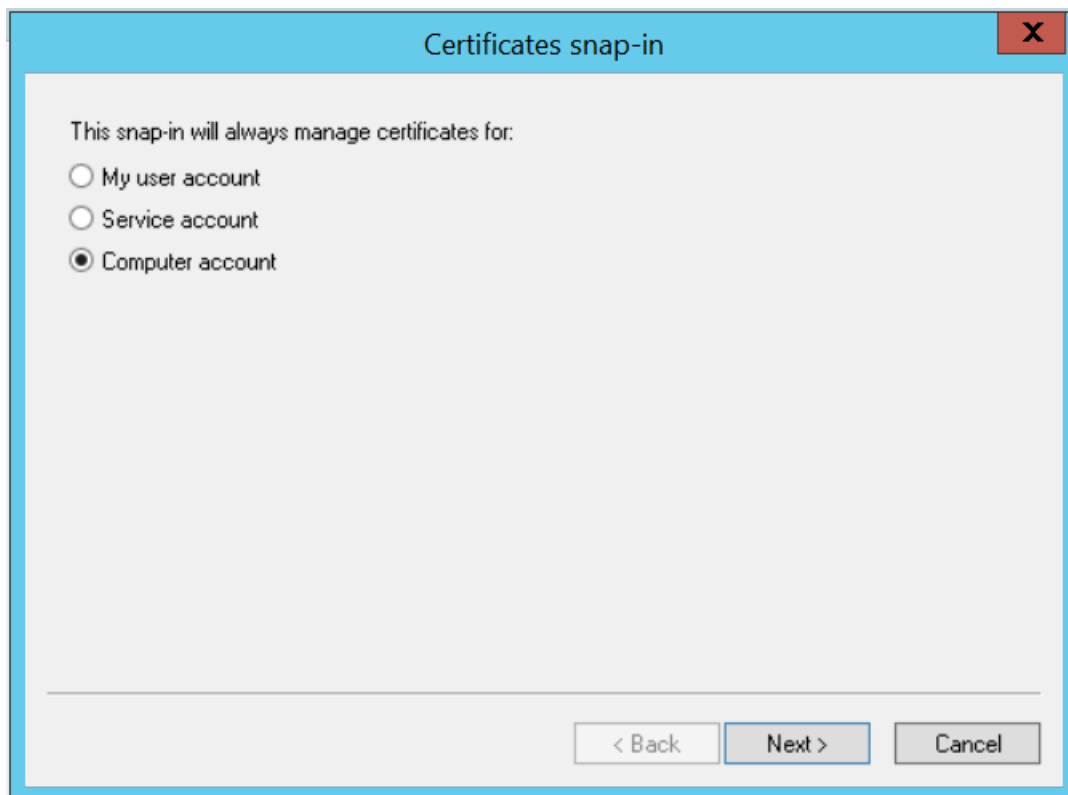 Certificates snap-in
X
This snap-in will always manage certificates for:
My user account
Service account
Computer account
< Back
Next >
Cancel